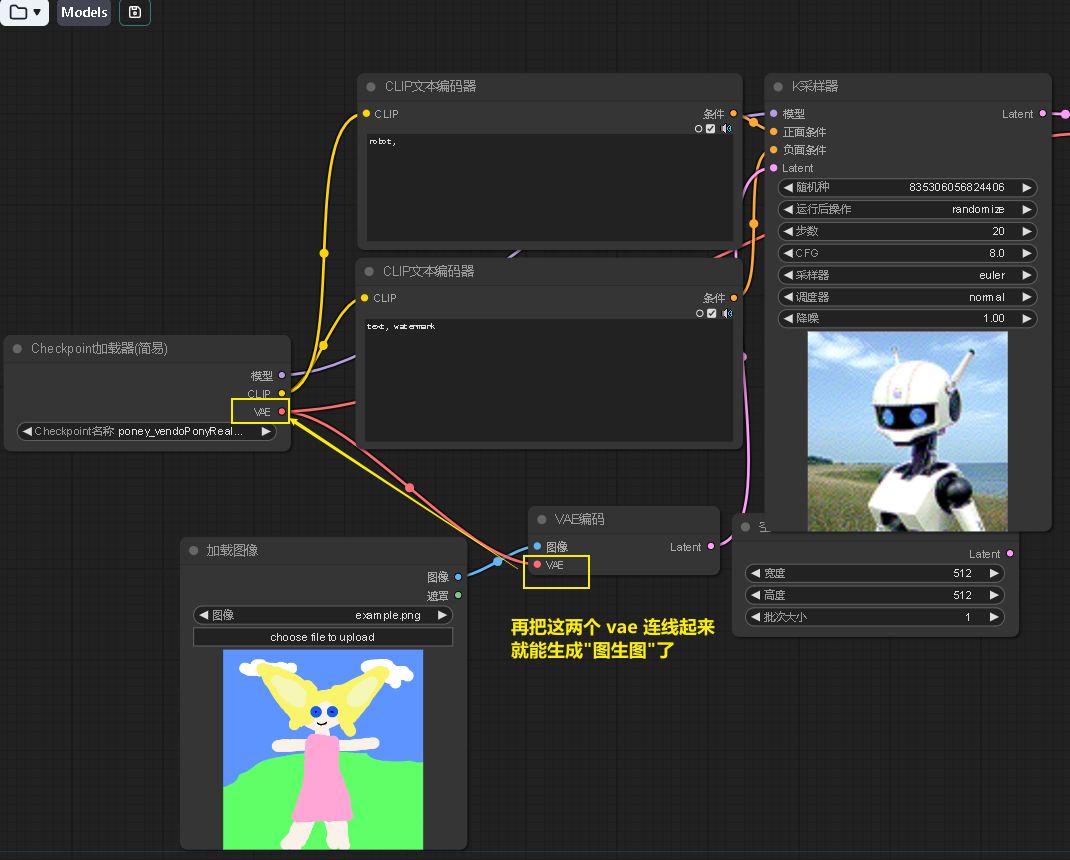 Models
CLIP文本编码器
CLIP
条件
robot,
CLIP文本编码器
CLIP
条件
text, watermark
K采样器
模型
Latent
正面条件
负面条件
Latent
随机种 835306056824406
运行后操作 randomize
步数 20
CFG 8.0
采样器 euler
调度器 normal
降噪 1.00
Checkpoint加载器(简易)
模型
CLIP
VAE
Checkpoint名称 poney_vendoPonyReal...
VAE编码
图像
Latent
VAE
Latent
宽度 512
高度 512
批次大小 1
加载图像
图像
遮罩
图像 example.png
choose file to upload
再把这两个 vae 连线起来
就能生成"图生图"了